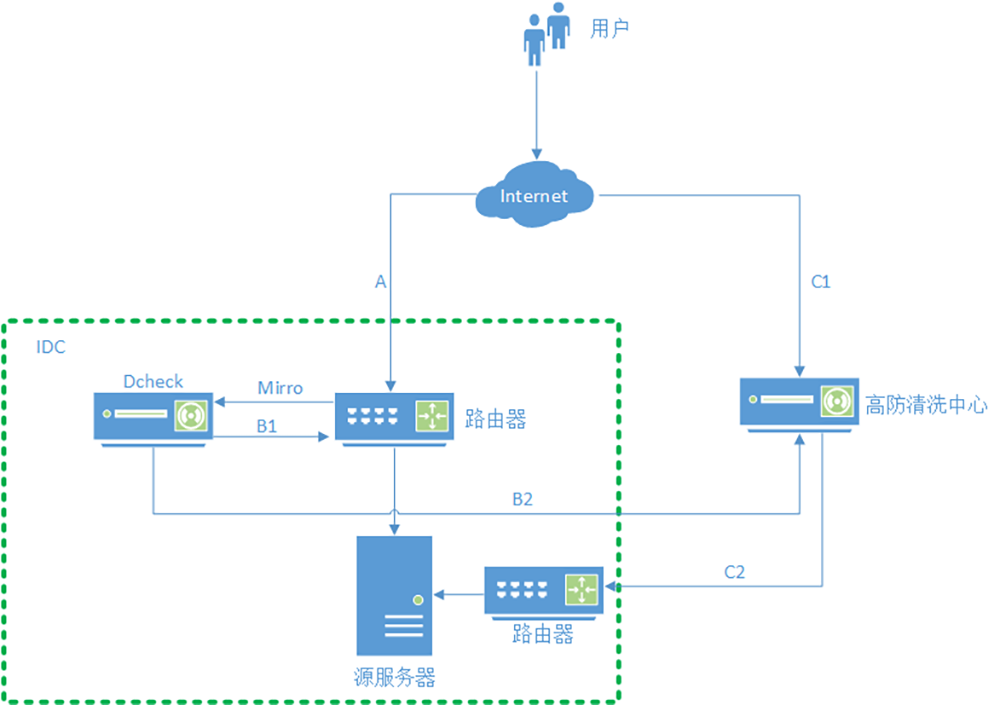 用户
Internet
A
C1
IDC
Dcheck
Mirro
路由器
高防清洗中心
B1
B2
C2
路由器
源服务器